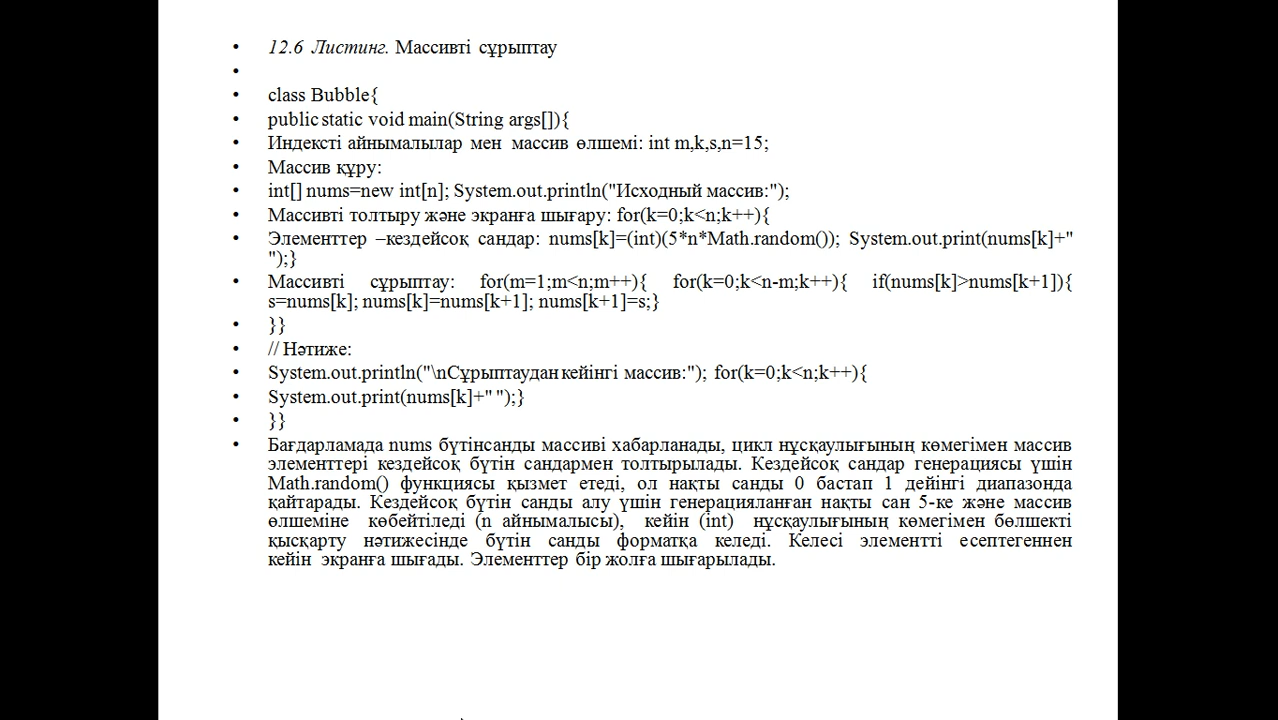 • 12.6 Листинг. Массивті сұрыптау
•
• class Bubble{
• public static void main(String args[]){
• Индексті айнымалылар мен массив өлшемі: int m,k,s,n=15;
• Массив құру:
• int[] nums=new int[n]; System.out.println("Исходный массив:");
• Массивті толтыру және экранға шығару: for(k=0;k<n;k++){
• Элементтер –кездейсоқ сандар: nums[k]=(int)(5*n*Math.random()); System.out.print(nums[k]+"
");}
• Массивті сұрыптау: for(m=1;m<n;m++){ for(k=0;k<n-m;k++){ if(nums[k]>nums[k+1]){
s=nums[k]; nums[k]=nums[k+1]; nums[k+1]=s;}
• }}
• // Нәтиже:
• System.out.println("\nСұрыптаудан кейінгі массив:"); for(k=0;k<n;k++){
• System.out.print(nums[k]+" ");}
• }}
• Бағдарламада nums бүтінсанды массиві хабарланады, цикл нұсқаулығының көмегімен массив
элементтері кездейсоқ бүтін сандармен толтырылады. Кездейсоқ сандар генерациясы үшін
Math.random() функциясы қызмет етеді, ол нақты санды 0 бастап 1 дейінгі диапазонда
қайтарады. Кездейсоқ бүтін санды алу үшін генерацияланған нақты сан 5-ке және массив
өлшеміне көбейтіледі (n айнымалысы), кейін (int) нұсқаулығының көмегімен бөлшекті
қысқарту нәтижесінде бүтін санды форматқа келеді. Келесі элементті есептегеннен
кейін экранға шығады. Элементтер бір жолға шығарылады.